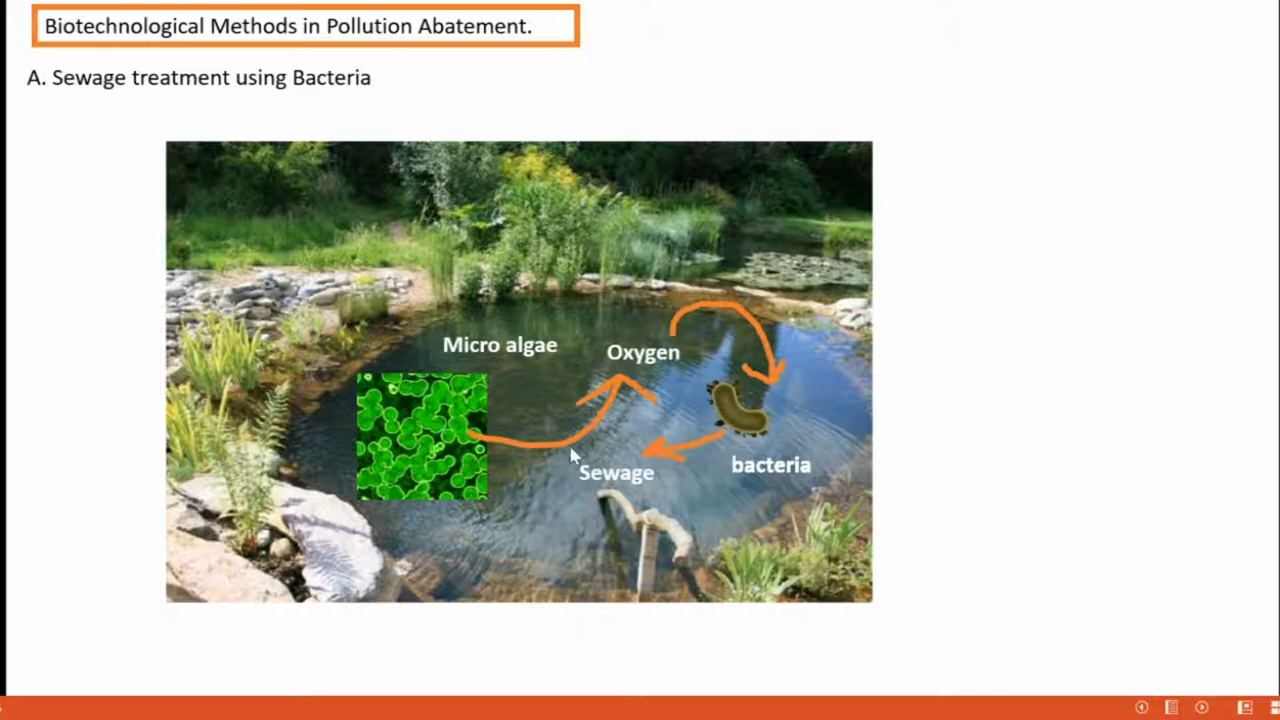 Biotechnological Methods in Pollution Abatement.
A. Sewage treatment using Bacteria
Micro algae
Oxygen
Sewage
bacteria